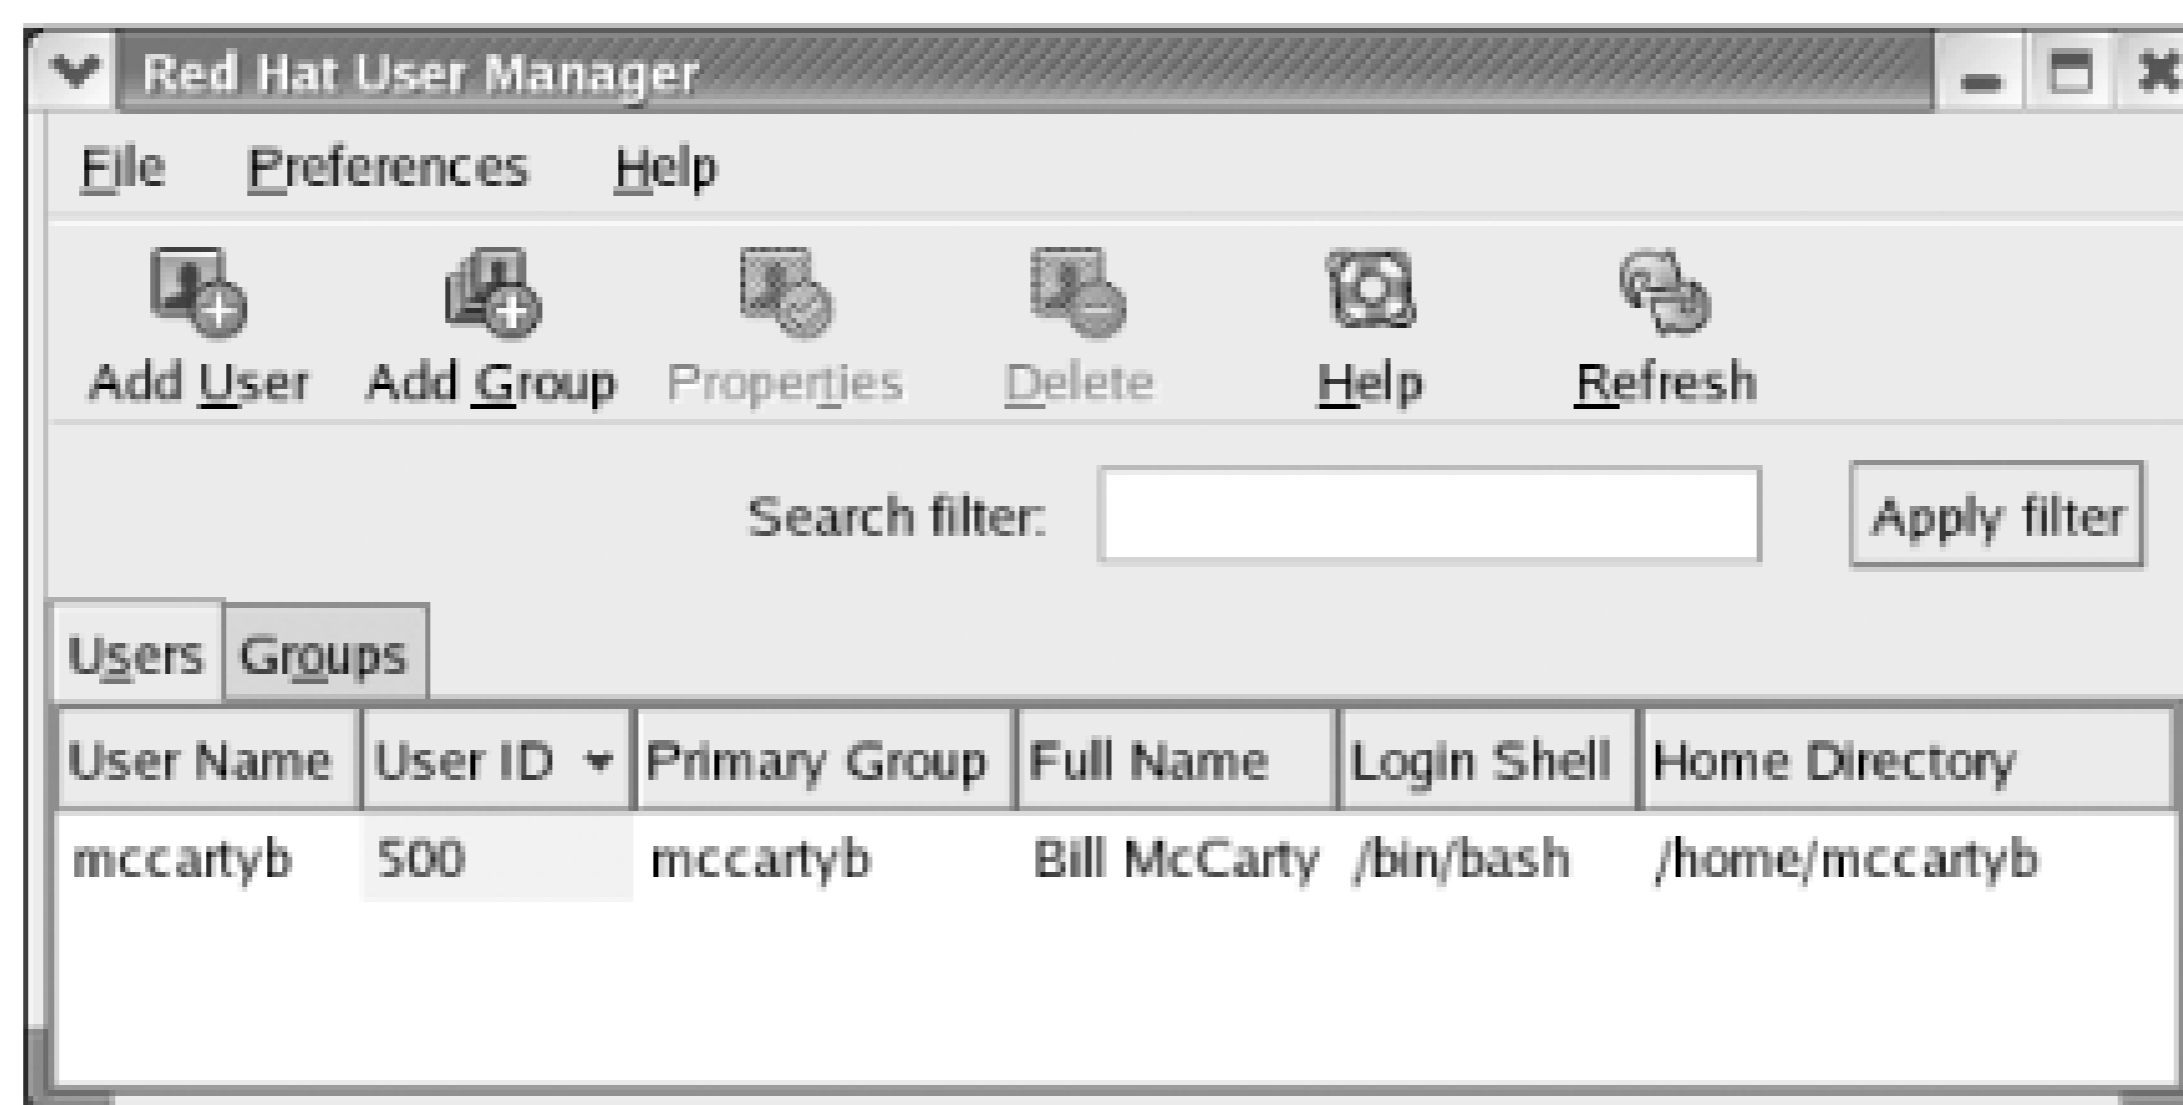 Red Hat User Manager
File Preferences Help
Add User Add Group Properties Delete Help Refresh
Search filter: Apply filter
Users Groups
User Name User ID Primary Group Full Name Login Shell Home Directory
mccartyb 500 mccartyb Bill McCarty /bin/bash /home/mccartyb